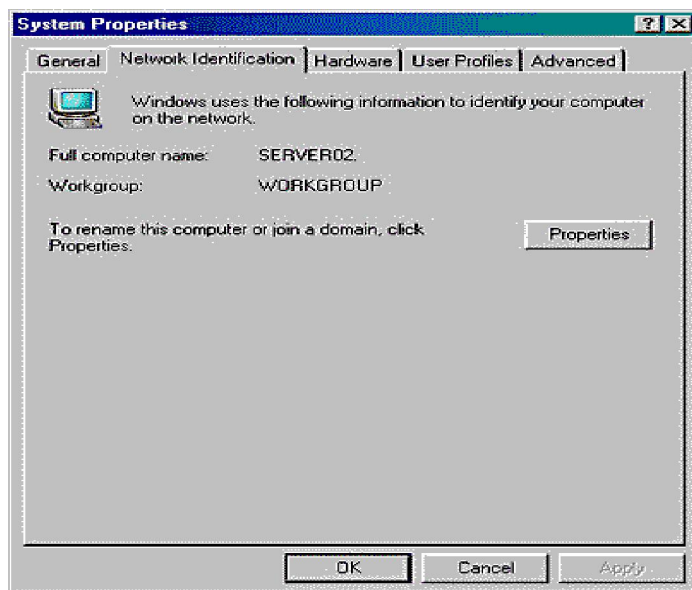 System Properties
General Network Identification Hardware User Profiles Advanced
Windows uses the following information to identify your computer
on the network.
Full computer name: SERVER02.
Workgroup: WORKGROUP
To rename this computer or join a domain, click
Properties.
Properties
OK Cancel Apply